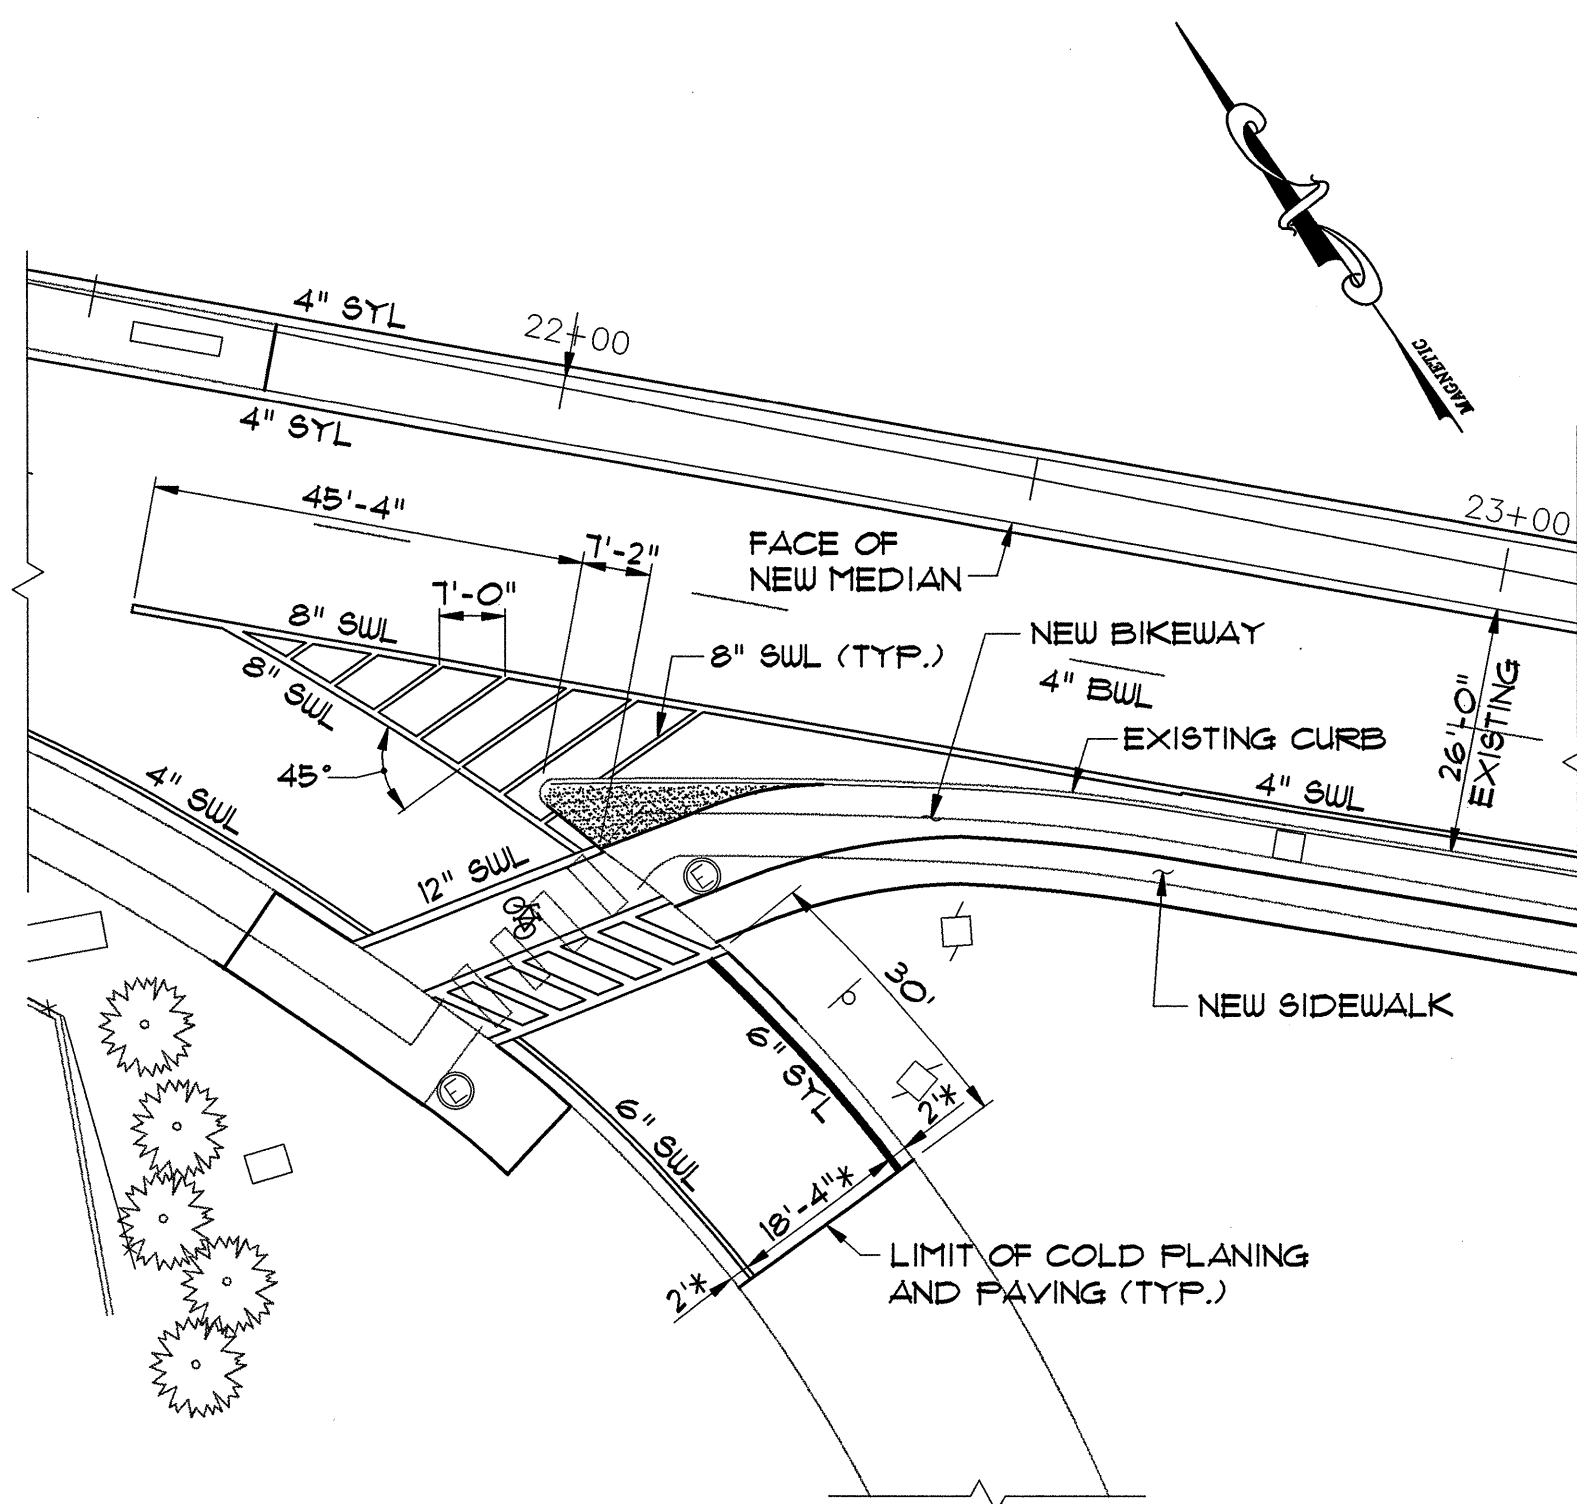 MAGNETIC
4" SYL
22+00
4" SYL
23+00
45'-4"
7'-2"
FACE OF
NEW MEDIAN
7'-0"
8" SWL
8" SWL (TYP.)
NEW BIKEWAY
4" BWL
8" SWL
26'-0"
EXISTING
EXISTING CURB
45°
4" SWL
4" SWL
12" SWL
E
30'
NEW SIDEWALK
6" SYL
E
6" SWL
2'*
18'-4"*
2'*
LIMIT OF COLD PLANING
AND PAVING (TYP.)